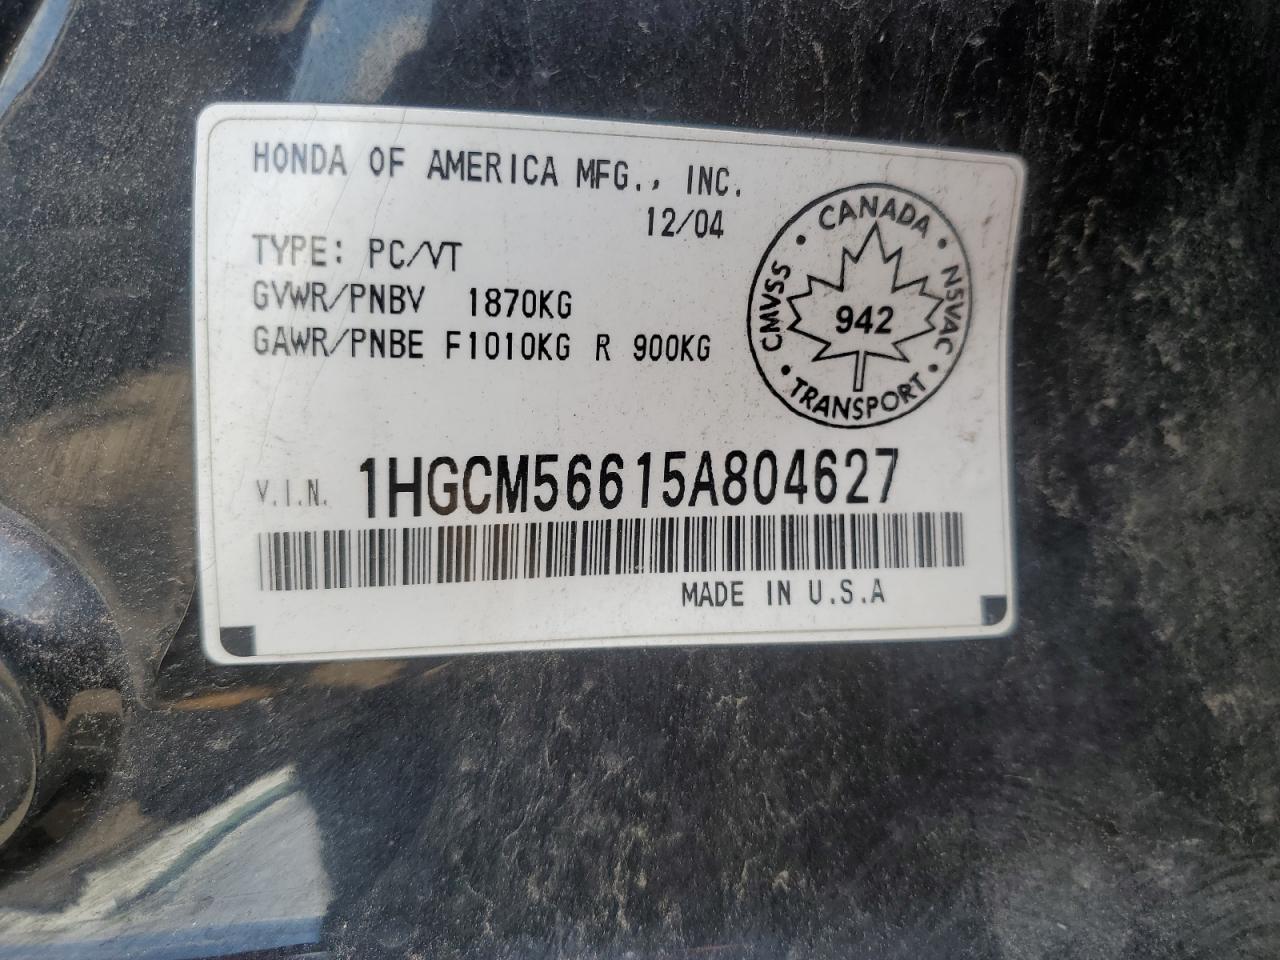 HONDA OF AMERICA MFG., INC.
12/04
TYPE: PC/VT
GVWR/PNBV 1870KG
GAWR/PNBE F1010KG R 900KG
CANADA
CMVSS
NSVAC
942
TRANSPORT
V.I.N. 1HGCM56615A804627
MADE IN U.S.A